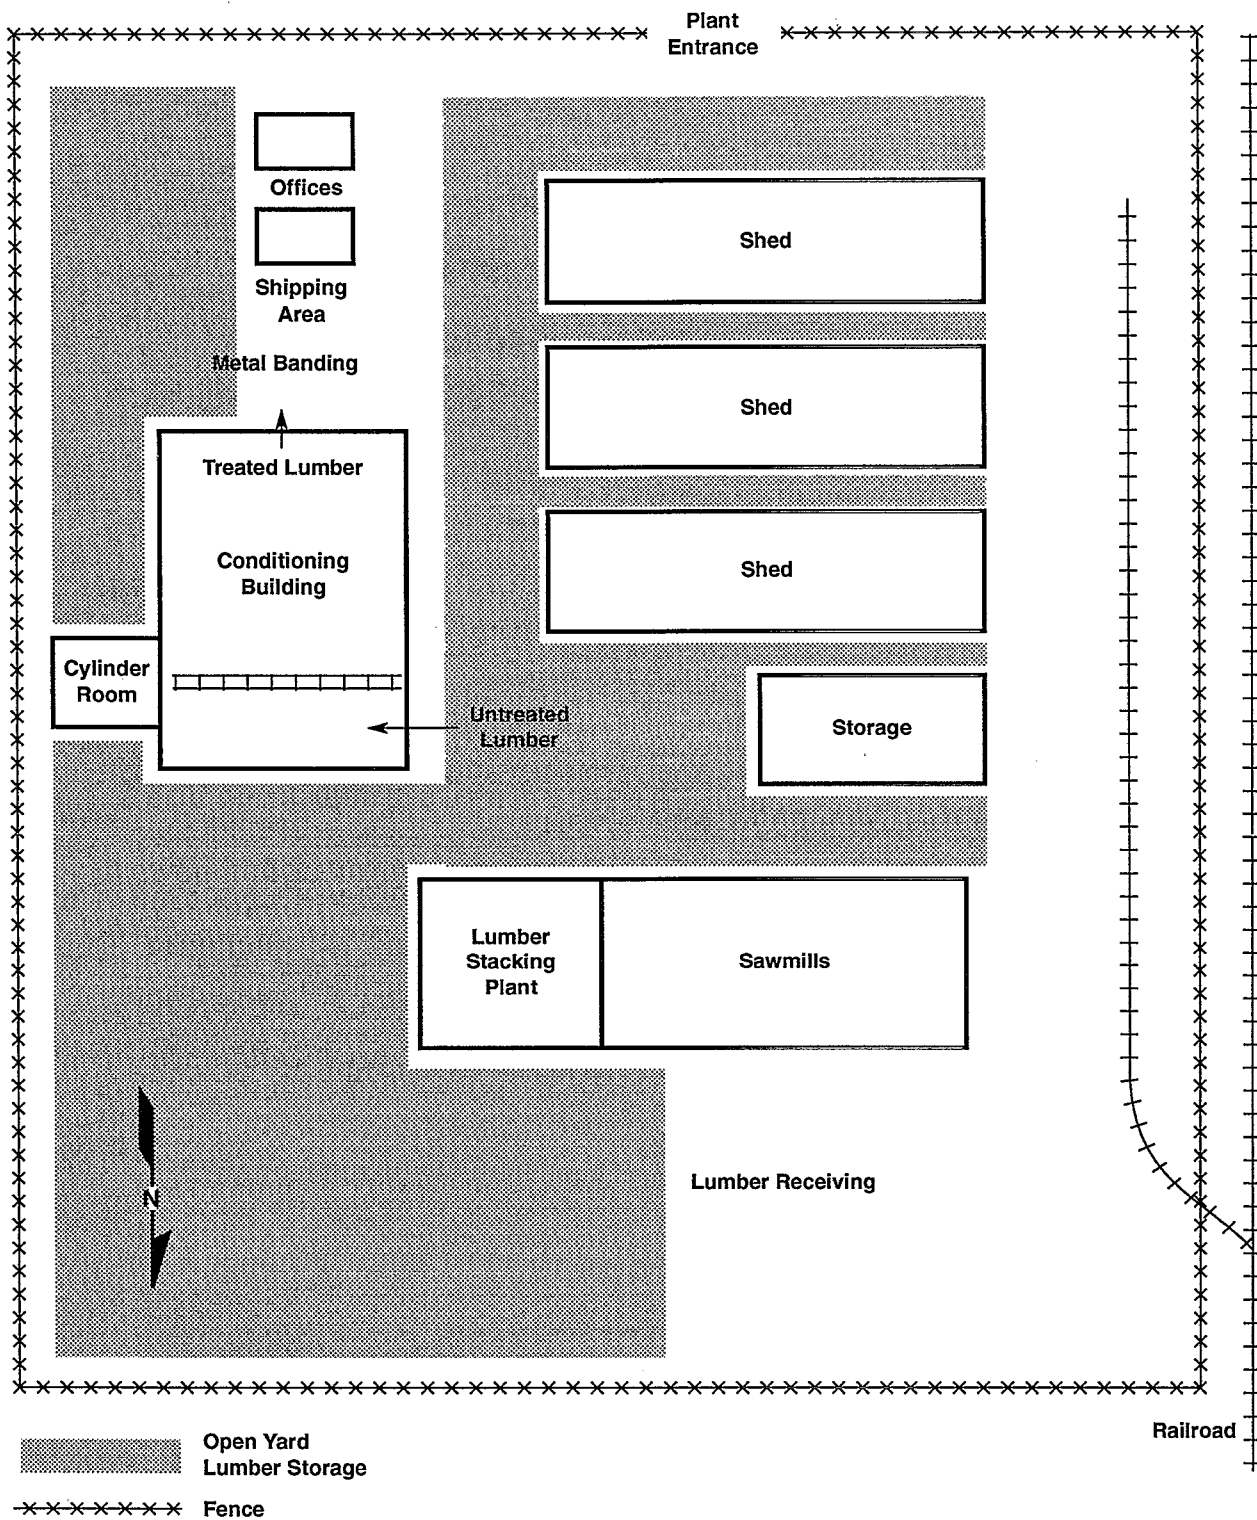 Plant
Entrance
Offices
Shed
Shipping
Area
Metal Banding
Shed
Treated Lumber
Conditioning
Building
Shed
Cylinder
Room
Untreated
Lumber
Storage
Lumber
Stacking
Plant
Sawmills
N
Lumber Receiving
Railroad
Open Yard
Lumber Storage
Fence